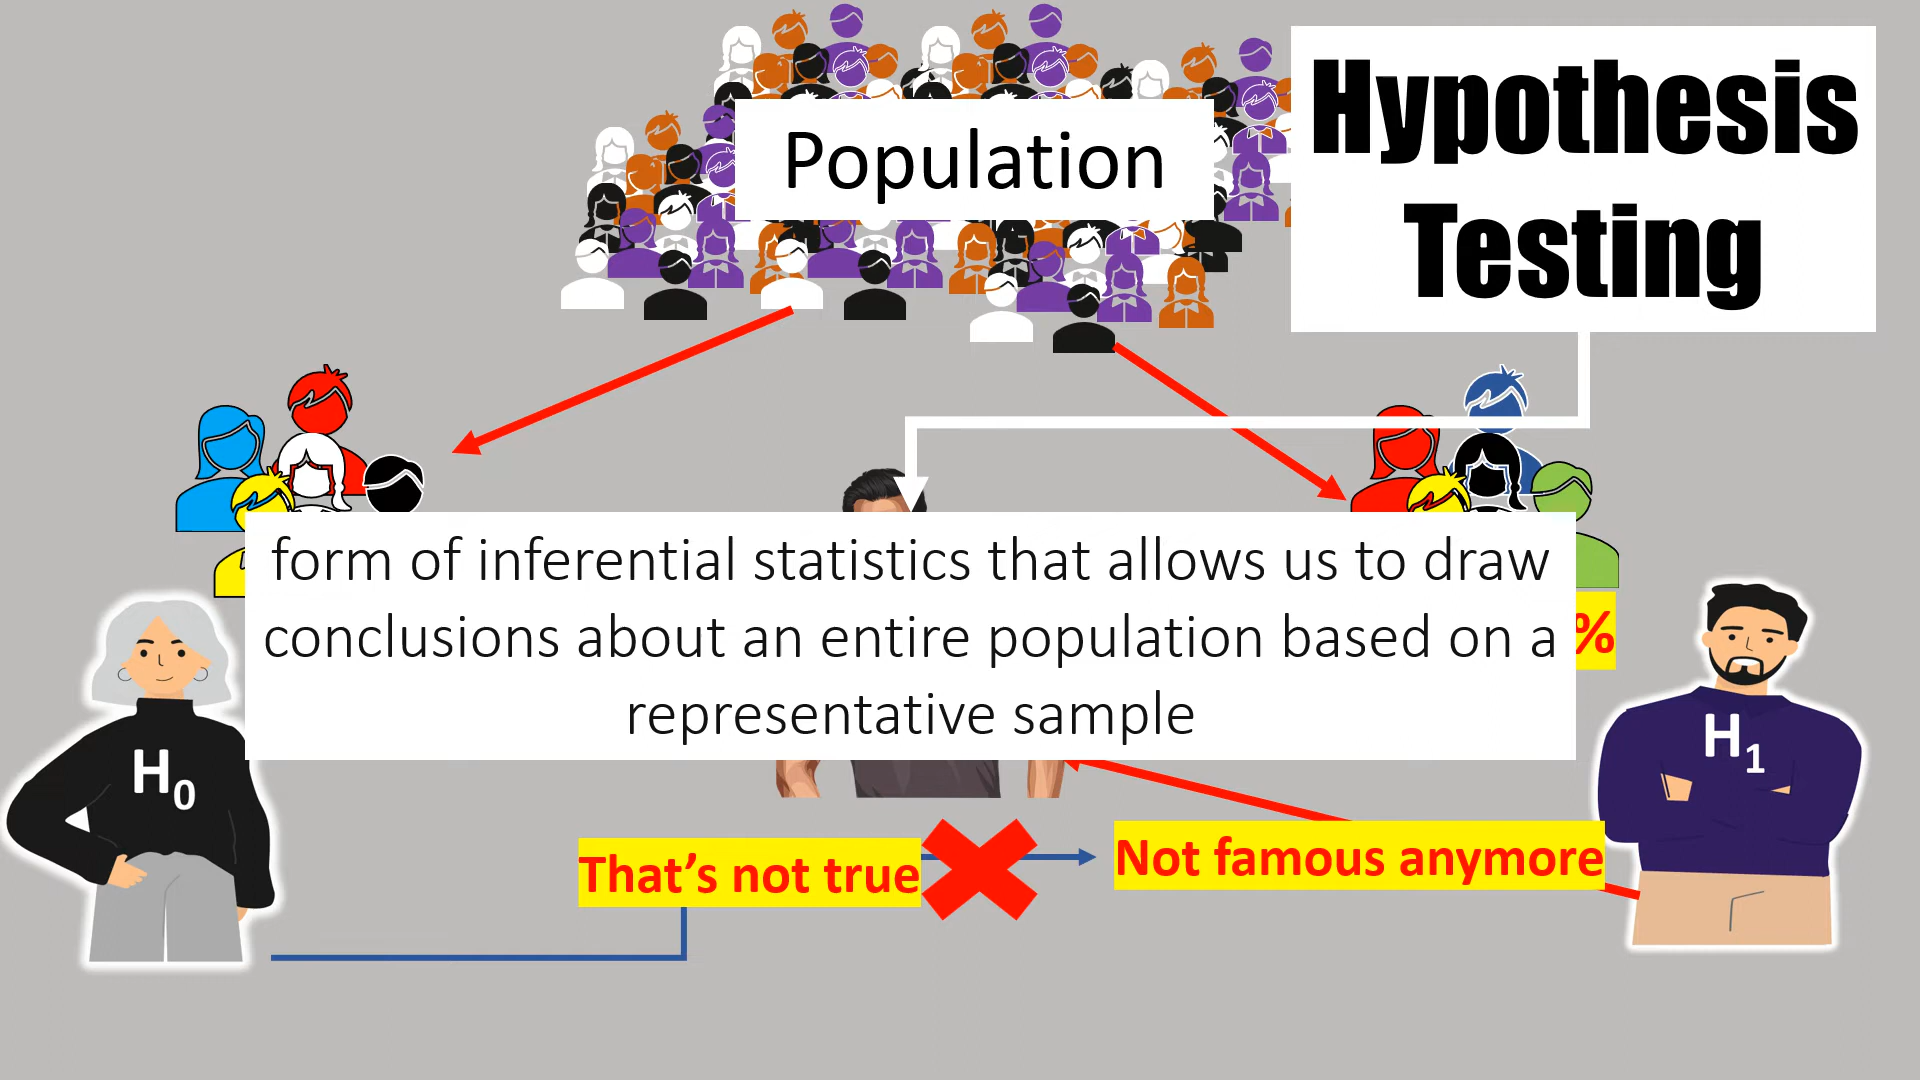 Hypothesis
Testing
Population
form of inferential statistics that allows us to draw
conclusions about an entire population based on a
representative sample
%
H₀
H₁
That’s not true
Not famous anymore